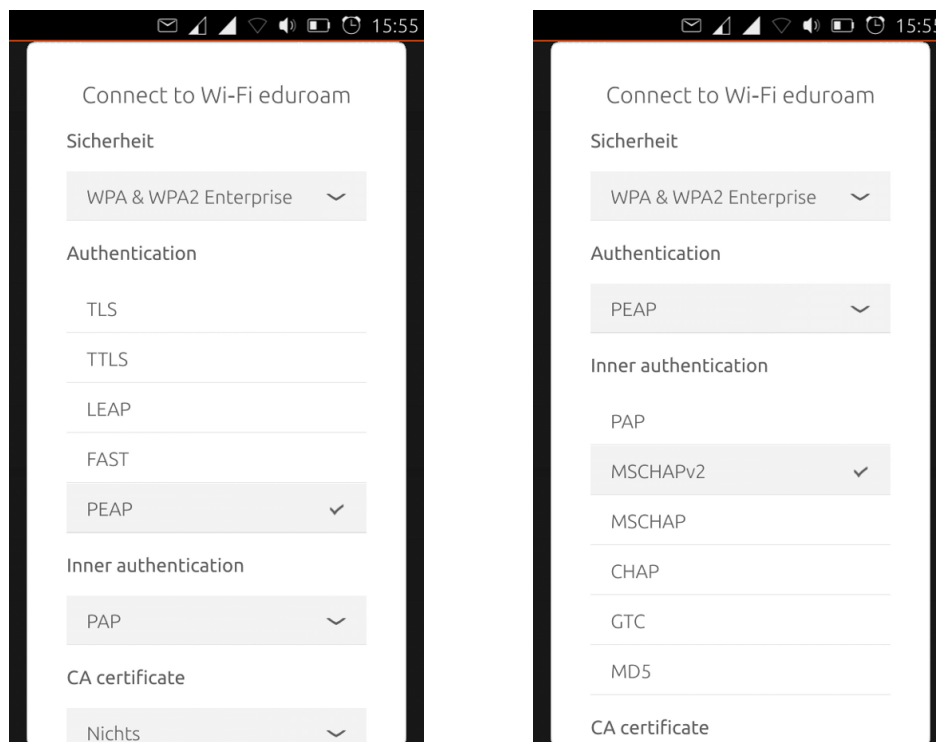 15:55
Connect to Wi-Fi eduroam
Sicherheit
WPA & WPA2 Enterprise
Authentication
TLS
TTLS
LEAP
FAST
PEAP
Inner authentication
PAP
CA certificate
Nichts
15:55
Connect to Wi-Fi eduroam
Sicherheit
WPA & WPA2 Enterprise
Authentication
PEAP
Inner authentication
PAP
MSCHAPv2
MSCHAP
CHAP
GTC
MD5
CA certificate